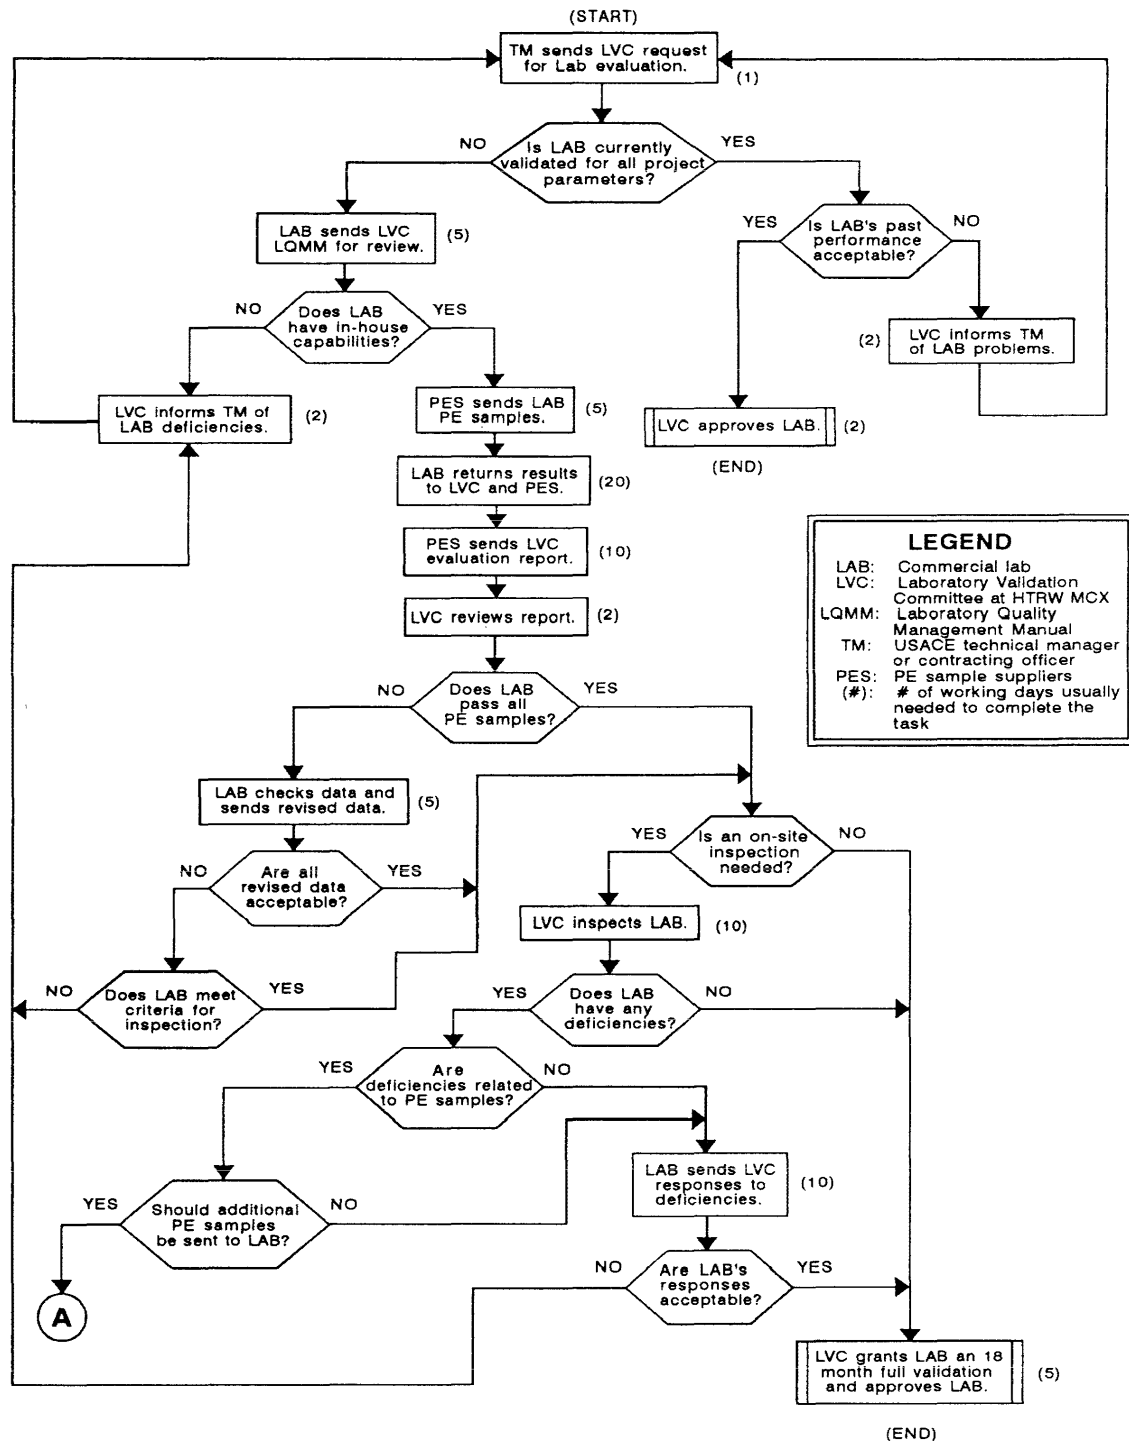 (START)
TM sends LVC request
for Lab evaluation.
(1)
NO
YES
Is LAB currently
validated for all project
parameters?
LAB sends LVC
LQMM for review.
(5)
YES
NO
Is LAB's past
performance
acceptable?
NO
YES
Does LAB
have in-house
capabilities?
(2)
LVC informs TM
of LAB problems.
LVC informs TM of
LAB deficiencies.
(2)
PES sends LAB
PE samples.
(5)
LVC approves LAB.
(2)
(END)
LAB returns results
to LVC and PES.
(20)
PES sends LVC
evaluation report.
(10)
LVC reviews report.
(2)
LEGEND
LAB: Commercial lab
LVC: Laboratory Validation
Committee at HTRW MCX
LQMM: Laboratory Quality
Management Manual
TM: USACE technical manager
or contracting officer
PES: PE sample suppliers
(#): # of working days usually
needed to complete the
task
NO
YES
Does LAB
pass all
PE samples?
LAB checks data and
sends revised data.
(5)
YES
NO
Is an on-site
inspection
needed?
NO
YES
Are all
revised data
acceptable?
LVC inspects LAB.
(10)
NO
YES
Does LAB meet
criteria for
inspection?
YES
NO
Does LAB
have any
deficiencies?
YES
NO
Are
deficiencies related
to PE samples?
LAB sends LVC
responses to
deficiencies.
(10)
YES
NO
Should additional
PE samples
be sent to LAB?
NO
YES
Are LAB's
responses
acceptable?
A
LVC grants LAB an 18
month full validation
and approves LAB.
(5)
(END)